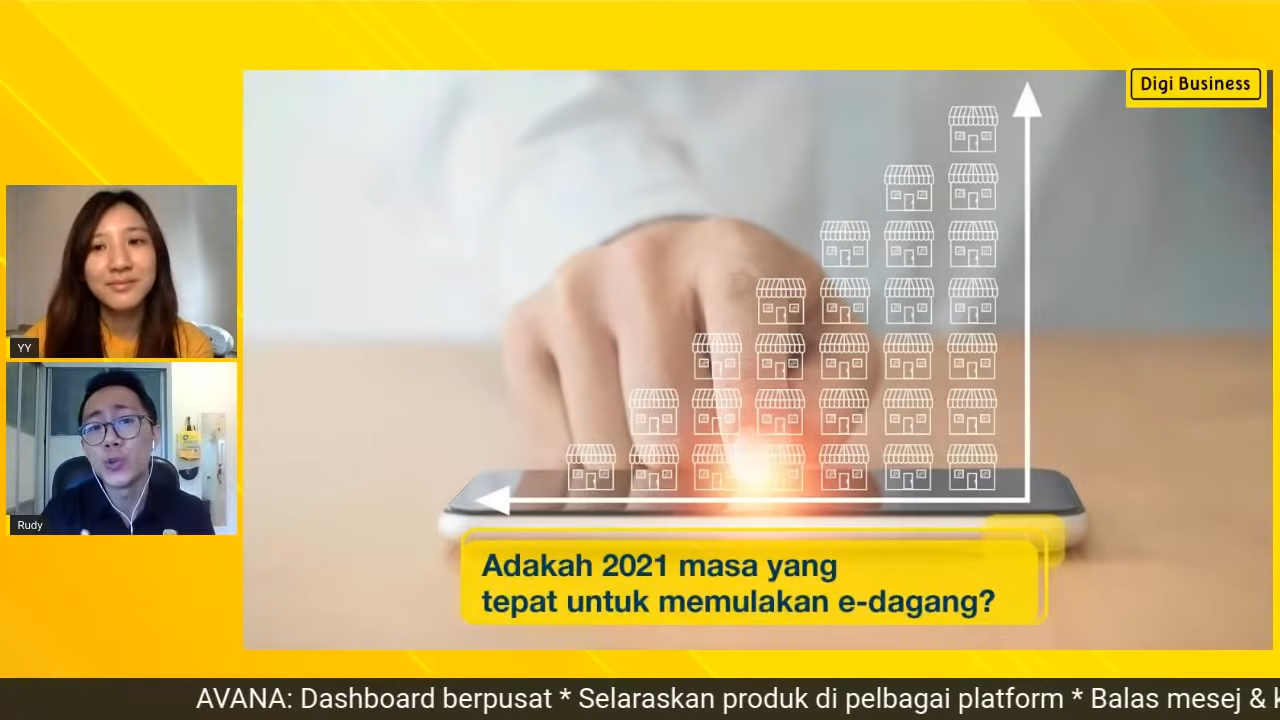 Digi Business
YY
Rudy
Adakah 2021 masa yang
tepat untuk memulakan e-dagang?
AVANA: Dashboard berpusat * Selaraskan produk di pelbagai platform * Balas mesej &